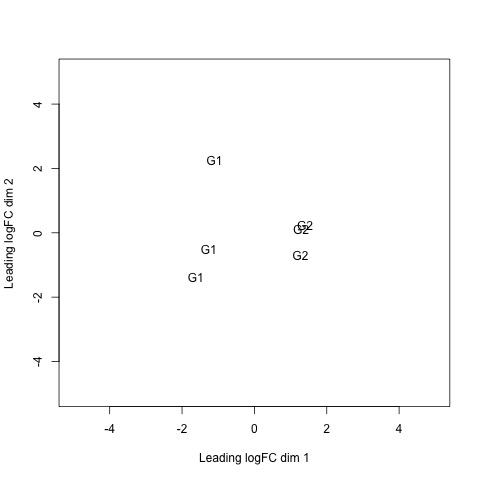 4
G1
2
G2
G2
0
G1
G2
G1
-2
-4
Leading logFC dim 2
-4 -2 0 2 4
Leading logFC dim 1